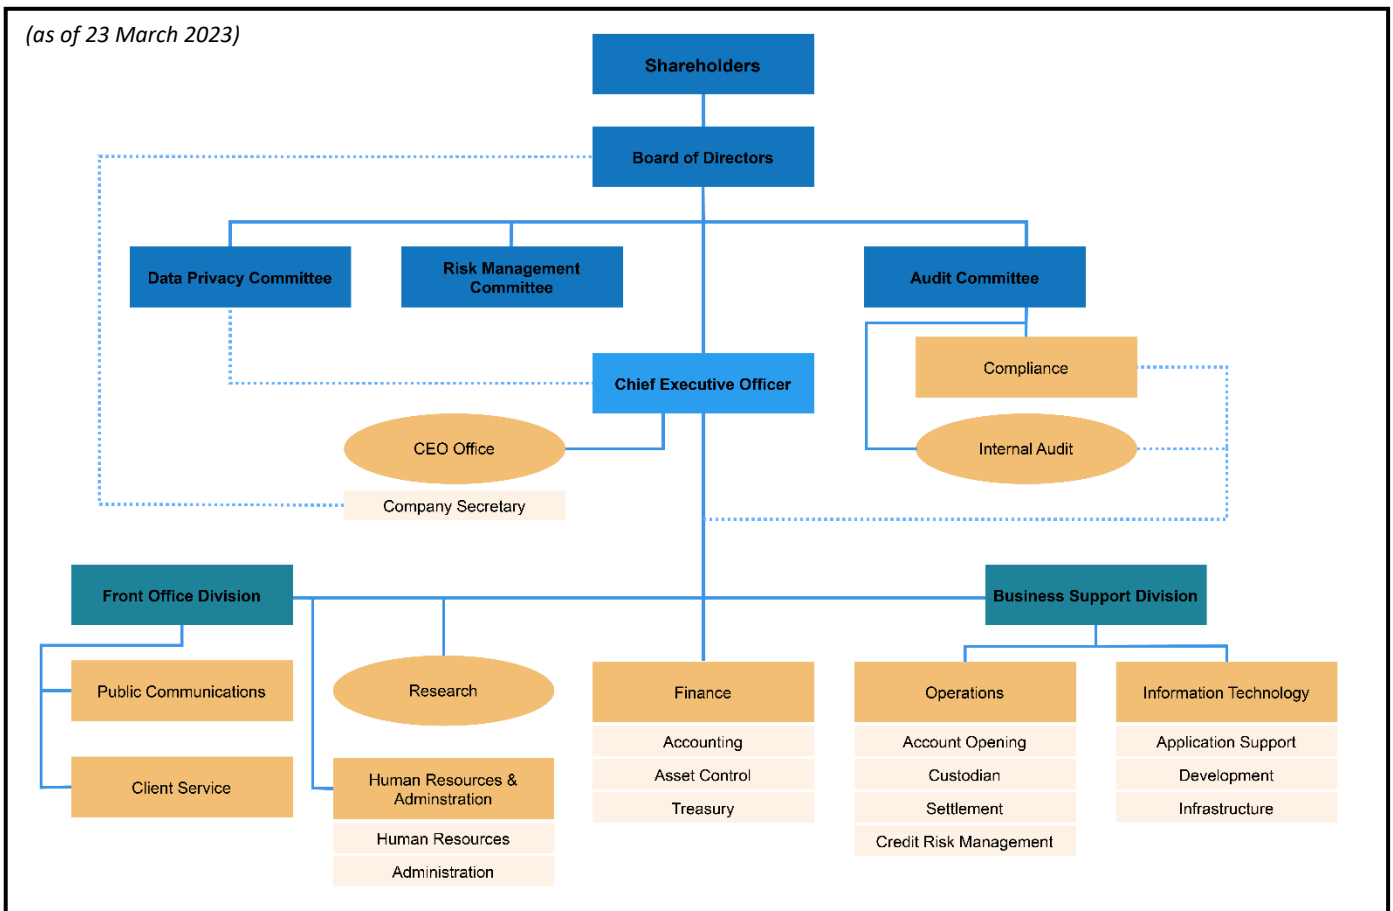 (as of 23 March 2023)
Shareholders
Board of Directors
Data Privacy Committee
Risk Management
Committee
Audit Committee
Compliance
Chief Executive Officer
CEO Office
Internal Audit
Company Secretary
Front Office Division
Business Support Division
Public Communications
Research
Finance
Operations
Information Technology
Accounting
Account Opening
Application Support
Client Service
Human Resources &
Adminstration
Asset Control
Custodian
Development
Treasury
Settlement
Infrastructure
Human Resources
Credit Risk Management
Administration